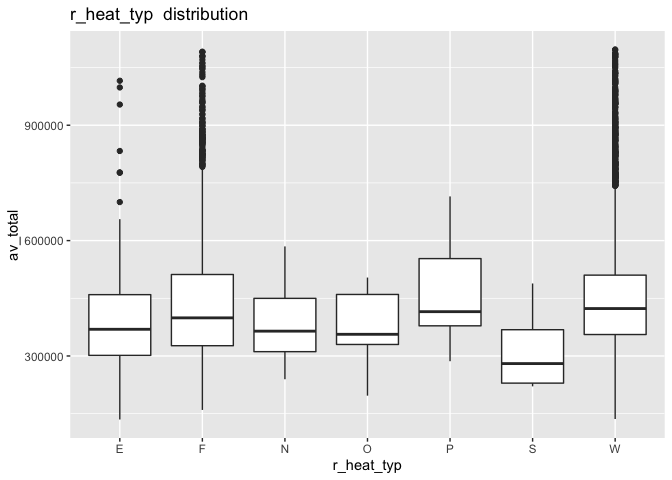 r_heat_typ distribution
900000
600000
300000
av_total
E F N O P S W
r_heat_typ